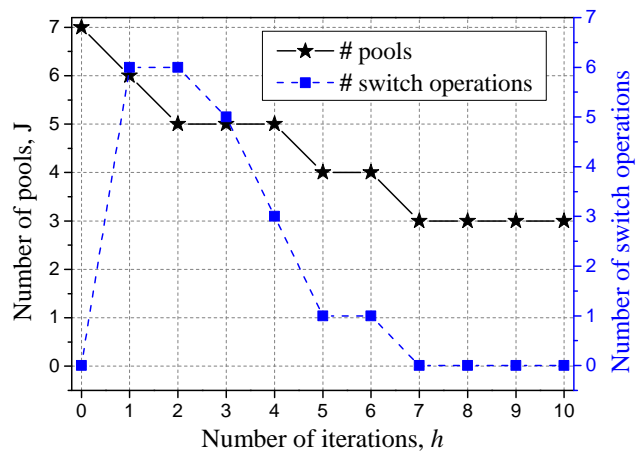 7
6
5
4
3
2
1
0
Number of pools, J
# pools
# switch operations
7
6
5
4
3
2
1
0
Number of switch operations
0 1 2 3 4 5 6 7 8 9 10
Number of iterations, h